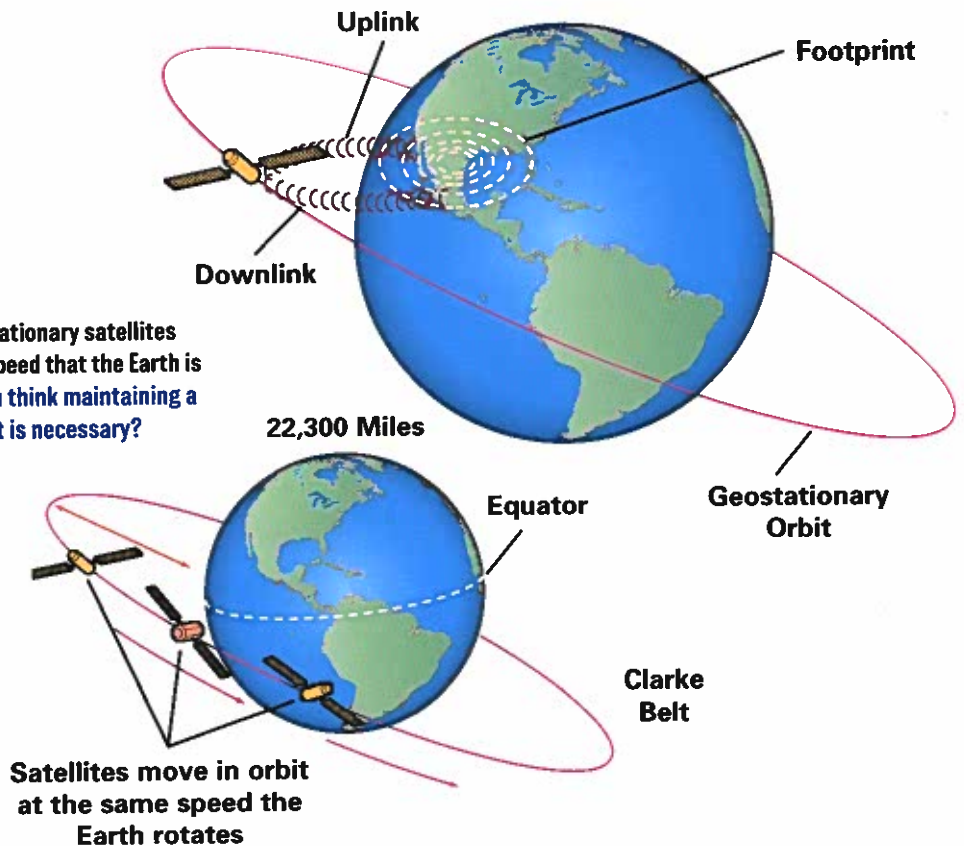 Uplink
Footprint
Downlink
ationary satellites
peed that the Earth is
think maintaining a
t is necessary?
22,300 Miles
Equator
Geostationary
Orbit
Clarke
Belt
Satellites move in orbit
at the same speed the
Earth rotates